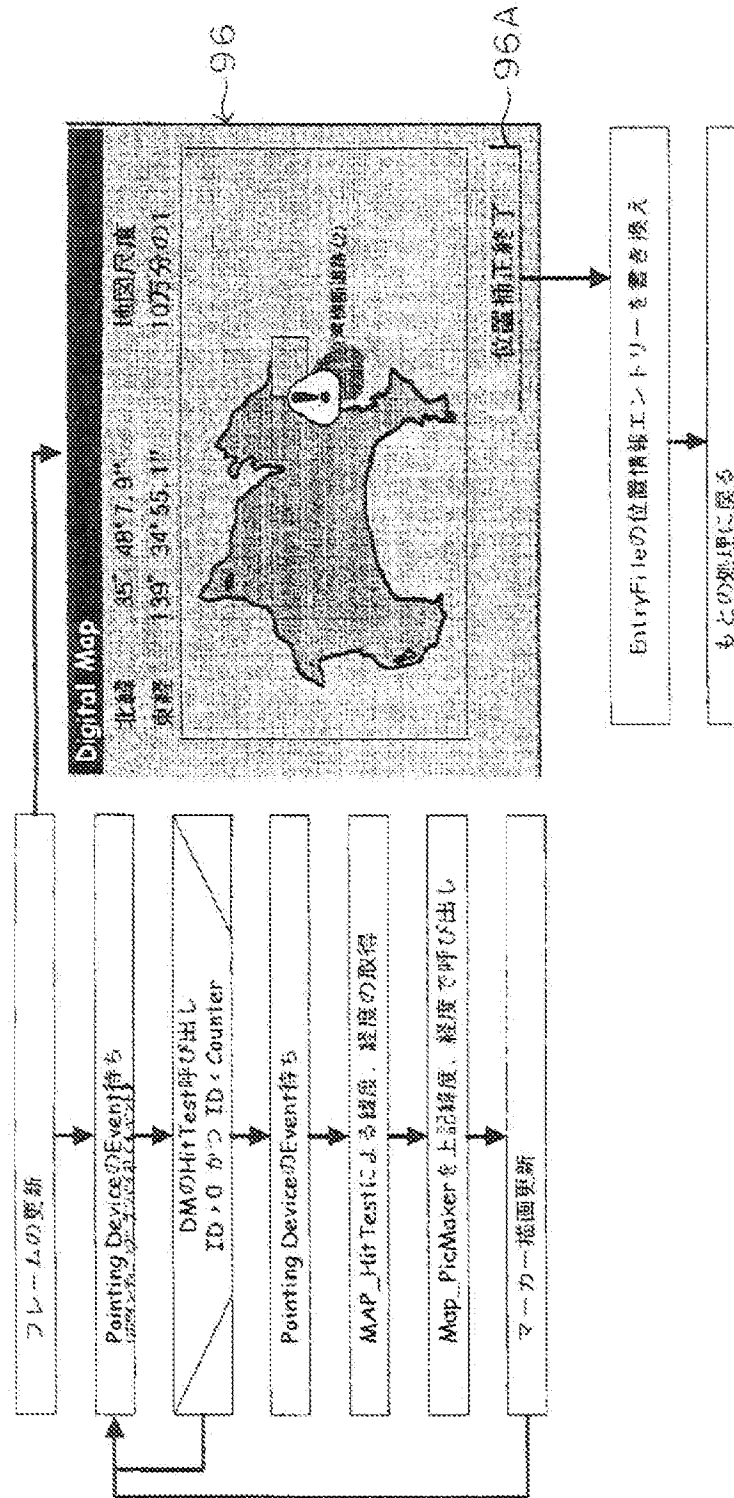 フレームの更新
Pointing DeviceのEvent待ち
DMのHitTest呼び出し
ID > 0 かつ ID < Counter
Pointing DeviceのEvent待ち
MAP_HitTestによる緯度、経度の取得
Map_PicMakerを上記緯度、経度で呼び出し
マーカー描画更新
Digital Map
北緯 35° 48'7.9" 地図尺度
東経 139° 34'55.1" 10万分の1
位置補正終了
96
96A
EntryFileの位置情報エントリーを書き換え
もとの処理に戻る